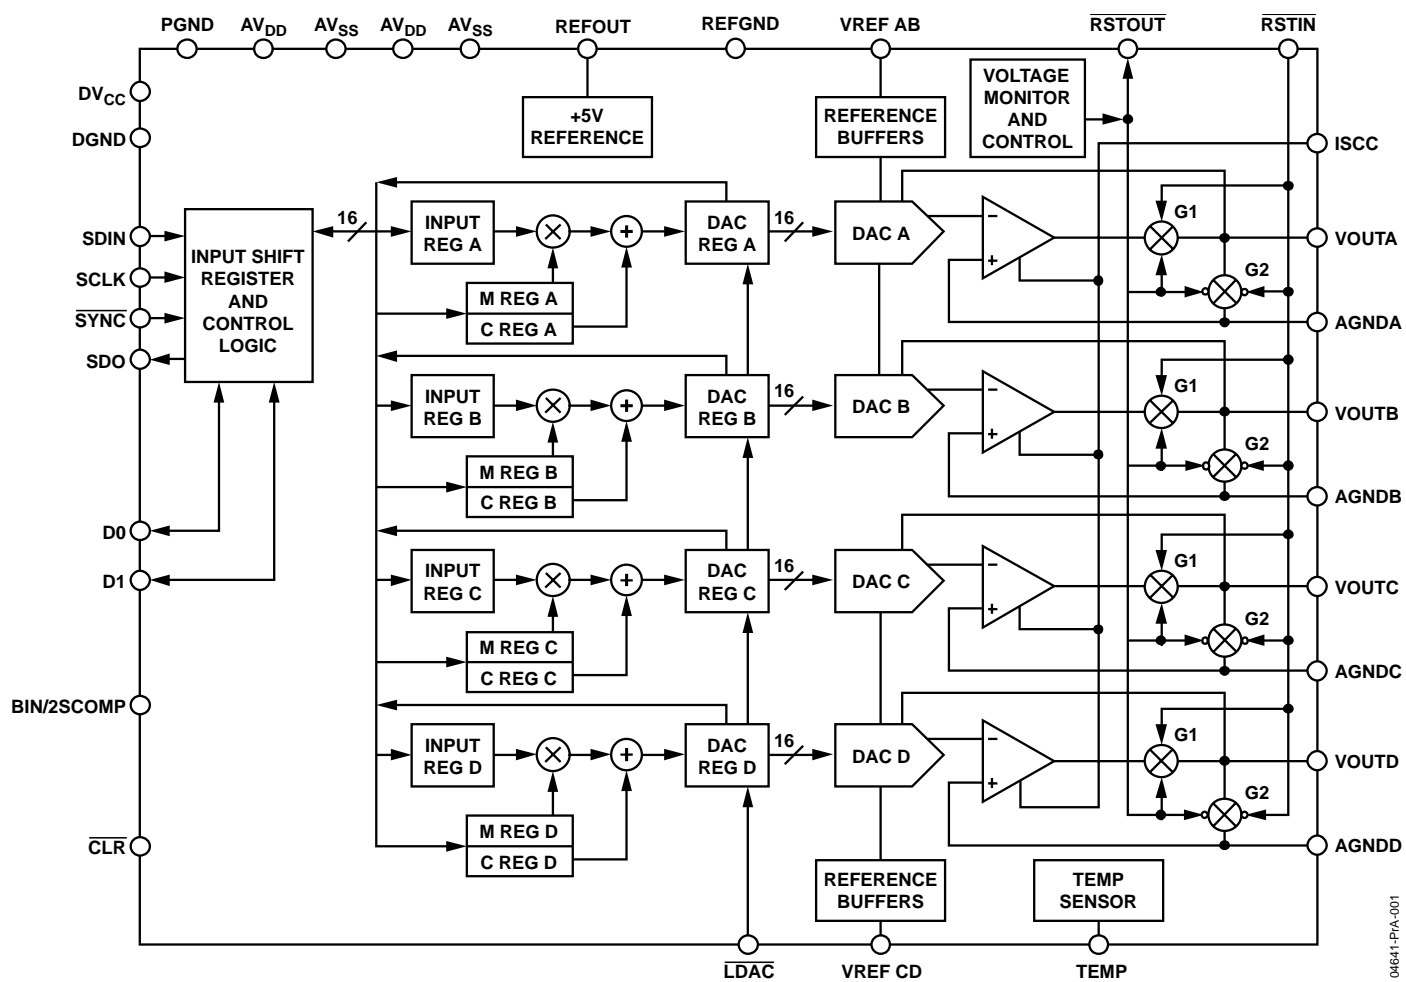 PGND AVDD AVSS AVDD AVSS REFOUT REFGND VREF AB RSTOUT RSTIN
DVCC
DGND
+5V
REFERENCE
REFERENCE
BUFFERS
VOLTAGE
MONITOR
AND
CONTROL
ISCC
SDIN
SCLK
SYNC
SDO
INPUT SHIFT
REGISTER
AND
CONTROL
LOGIC
16
INPUT
REG A
×
+
M REG A
C REG A
DAC
REG A
16
DAC A
−
+
G1
G2
VOUTA
AGNDA
INPUT
REG B
×
+
M REG B
C REG B
DAC
REG B
16
DAC B
−
+
G1
G2
VOUTB
AGNDB
D0
D1
INPUT
REG C
×
+
M REG C
C REG C
DAC
REG C
16
DAC C
−
+
G1
G2
VOUTC
AGNDC
BIN/2SCOMP
CLR
INPUT
REG D
×
+
M REG D
C REG D
DAC
REG D
16
DAC D
−
+
G1
G2
VOUTD
AGNDD
REFERENCE
BUFFERS
TEMP
SENSOR
LDAC VREF CD TEMP
04641-PrA-001